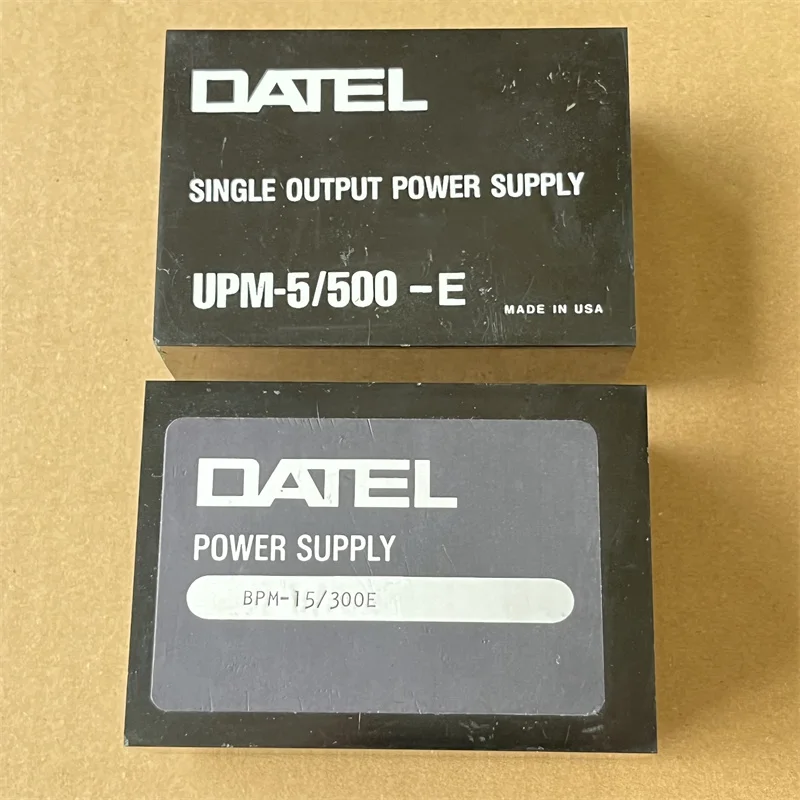 DATEL
SINGLE OUTPUT POWER SUPPLY
UPM-5/500 -E
MADE IN USA
DATEL
POWER SUPPLY
BPM-15/300E